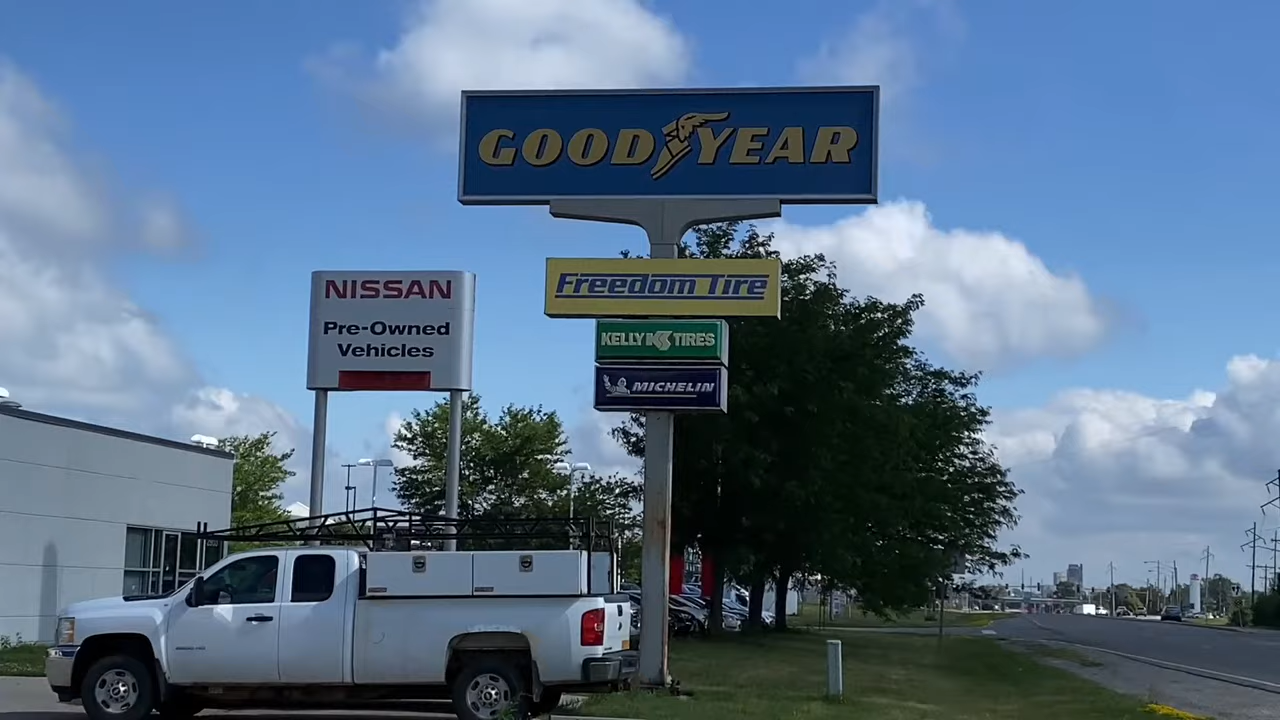 GOODYEAR
NISSAN
Pre-Owned
Vehicles
Freedom Tire
KELLY TIRES
MICHELIN